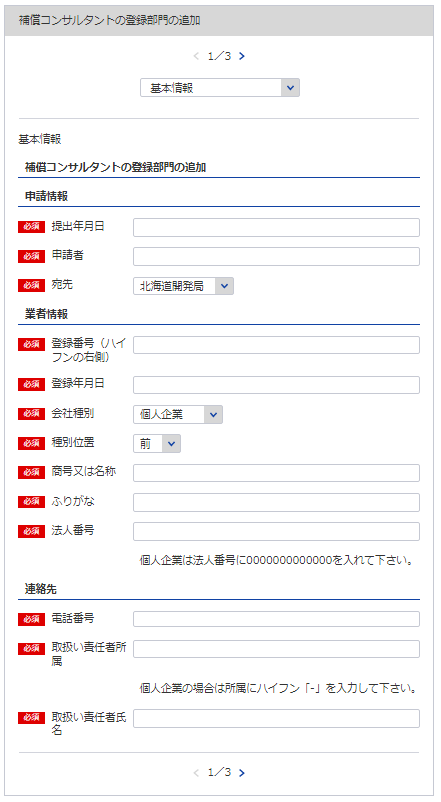 補償コンサルタントの登録部門の追加
1／3
基本情報
基本情報
補償コンサルタントの登録部門の追加
申請情報
必須 提出年月日
必須 申請者
必須 宛先 北海道開発局
業者情報
必須 登録番号（ハイ
フンの右側）
必須 登録年月日
必須 会社種別 個人企業
必須 種別位置 前
必須 商号又は名称
必須 ふりがな
必須 法人番号
個人企業は法人番号に0000000000000を入れて下さい。
連絡先
必須 電話番号
必須 取扱い責任者所
属
個人企業の場合は所属にハイフン「-」を入力して下さい。
必須 取扱い責任者氏
名
1／3